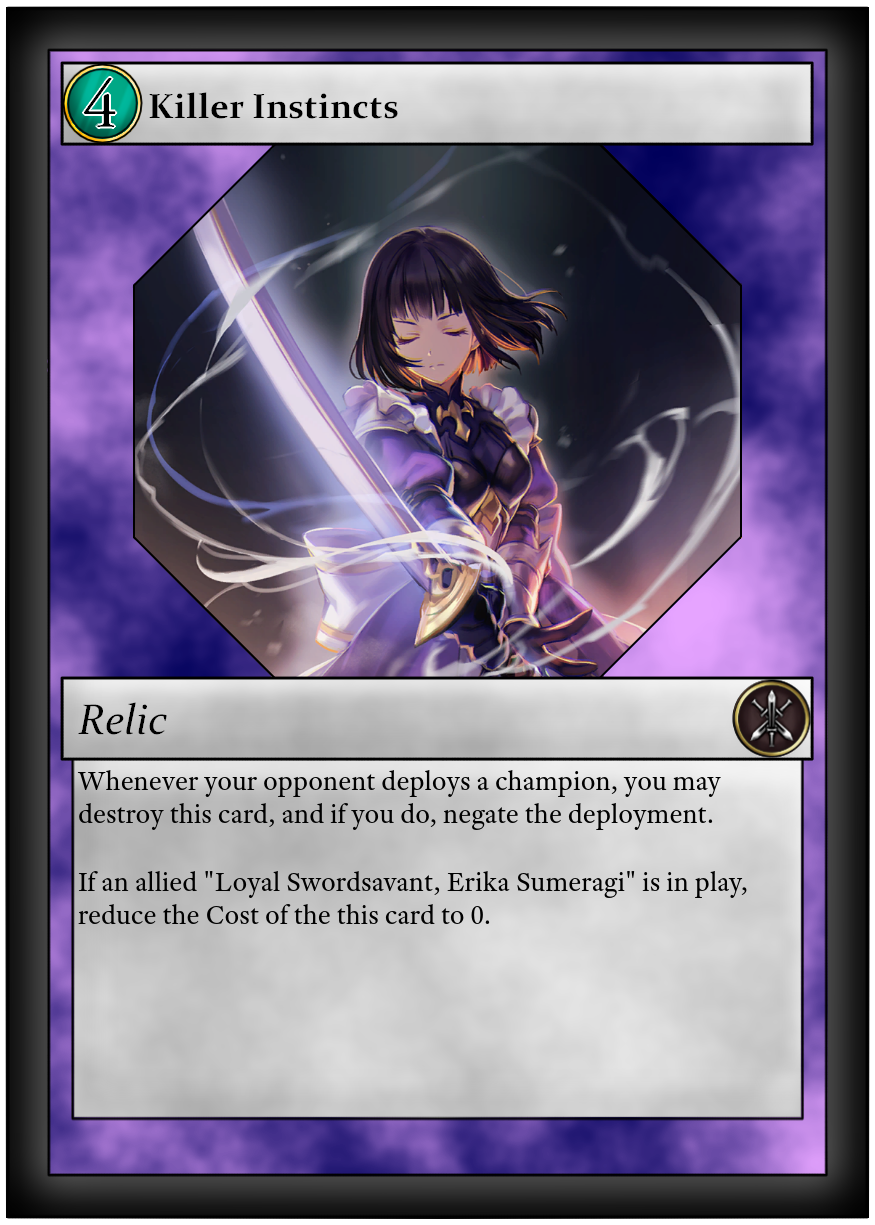 4 Killer Instincts
Relic
Whenever your opponent deploys a champion, you may
destroy this card, and if you do, negate the deployment.
If an allied "Loyal Swordsavant, Erika Sumeragi" is in play,
reduce the Cost of the this card to 0.